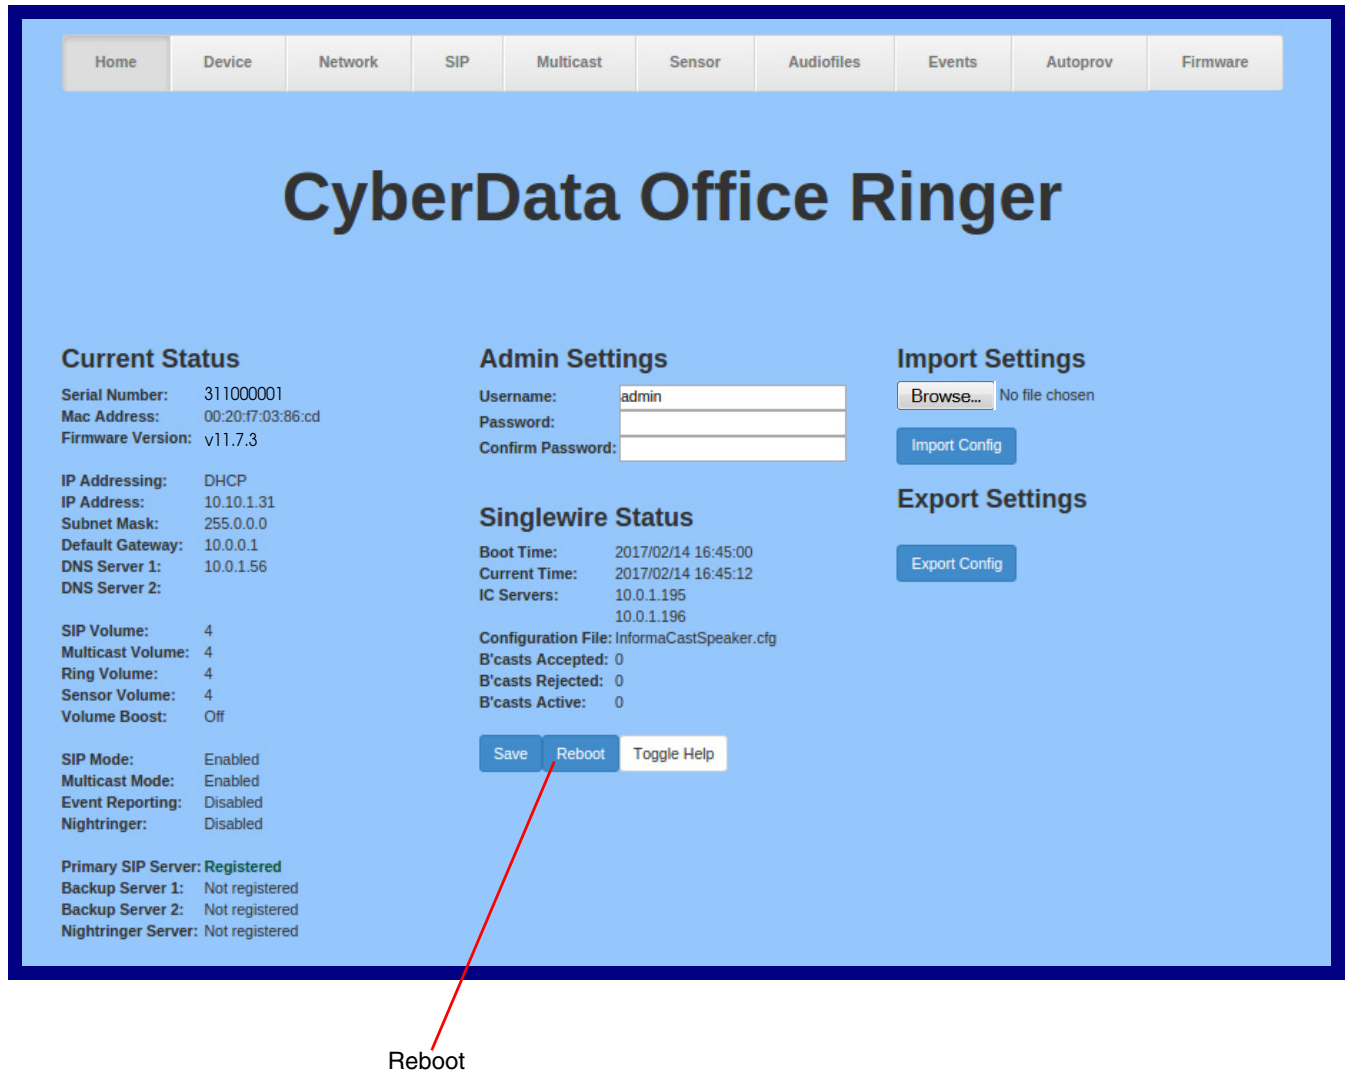 Home Device Network SIP Multicast Sensor Audiofiles Events Autoprov Firmware
CyberData Office Ringer
Current Status
Serial Number: 311000001
Mac Address: 00:20:f7:03:86:cd
Firmware Version: v11.7.3
IP Addressing: DHCP
IP Address: 10.10.1.31
Subnet Mask: 255.0.0.0
Default Gateway: 10.0.0.1
DNS Server 1: 10.0.1.56
DNS Server 2:
SIP Volume: 4
Multicast Volume: 4
Ring Volume: 4
Sensor Volume: 4
Volume Boost: Off
SIP Mode: Enabled
Multicast Mode: Enabled
Event Reporting: Disabled
Nightringer: Disabled
Primary SIP Server: Registered
Backup Server 1: Not registered
Backup Server 2: Not registered
Nightringer Server: Not registered
Admin Settings
Username: admin
Password:
Confirm Password:
Singlewire Status
Boot Time: 2017/02/14 16:45:00
Current Time: 2017/02/14 16:45:12
IC Servers: 10.0.1.195
10.0.1.196
Configuration File: InformaCastSpeaker.cfg
B'casts Accepted: 0
B'casts Rejected: 0
B'casts Active: 0
Save Reboot Toggle Help
Import Settings
Browse... No file chosen
Import Config
Export Settings
Export Config
Reboot